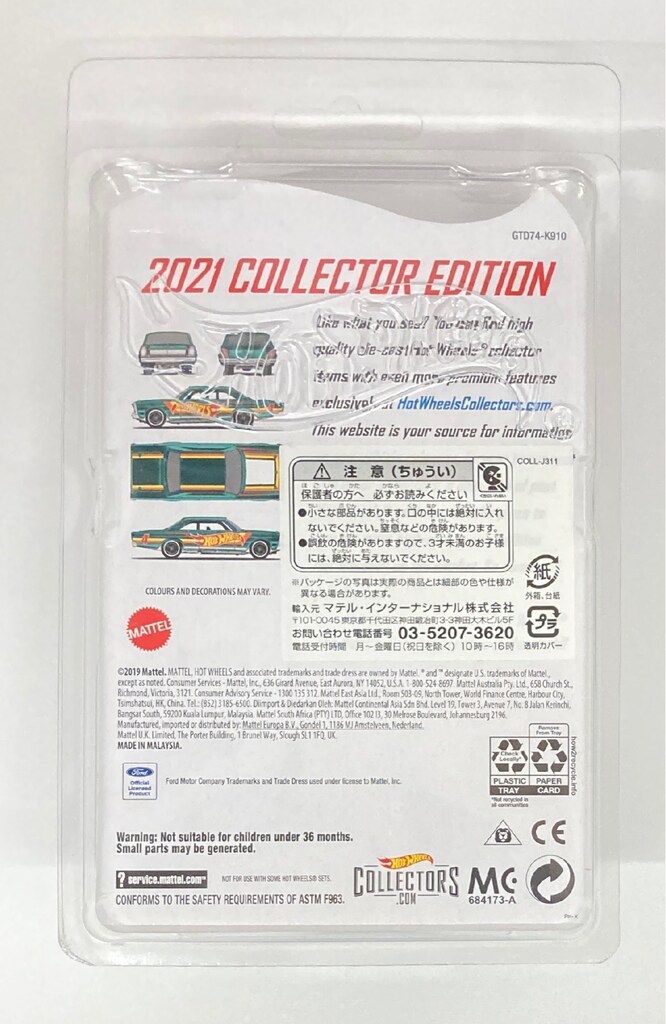 GTD74-K910
2021 COLLECTOR EDITION
Like what you see? You can find high
quality die-cast Hot Wheels® collector
items with even more premium features
exclusively at HotWheelsCollectors.com.
This website is your source for information
COLL-J311
⚠ 注 意 (ちゅうい)
保護者の方へ 必ずお読みください
●小さな部品があります。口の中には絶対に入れ
ないでください。窒息などの危険があります。
●誤飲の危険がありますので、3才未満のお子様
には、絶対に与えないでください。
※パッケージの写真は実際の商品とは細部の色や仕様が
異なる場合があります。
輸入元 マテル・インターナショナル株式会社
〒101-0045 東京都千代田区神田鍛冶町3-3神田大木ビル5F
お問い合わせ電話番号 03-5207-3620
電話受付時間 月~金曜日(祝日を除く) 10時~16時
紙
外箱、台紙
プラ
透明カバー
HOT WHEELS
COLOURS AND DECORATIONS MAY VARY.
MATTEL
©2019 Mattel. MATTEL, HOT WHEELS and associated trademarks and trade dress are owned by Mattel. ® and ™ designate U.S. trademarks of Mattel,
except as noted. Consumer Services - Mattel, Inc., 636 Girard Avenue, East Aurora, NY 14052, U.S.A. 1-800-524-8697. Mattel Australia Pty. Ltd., 658 Church St.,
Richmond, Victoria, 3121. Consumer Advisory Service - 1300 135 312. Mattel East Asia Ltd., Room 503-09, North Tower, World Finance Centre, Harbour City,
Tsimshatsui, HK, China. Tel.: (852) 3185-6500. Diimport & Diedarkan Oleh: Mattel Continental Asia Sdn Bhd. Level 19, Tower 3, Avenue 7, No. 8 Jalan Kerinchi,
Bangsar South, 59200 Kuala Lumpur, Malaysia. Mattel South Africa (PTY) LTD, Office 102 I3, 30 Melrose Boulevard, Johannesburg 2196.
Manufactured, imported or distributed by: Mattel Europa B.V., Gondel 1, 1186 MJ Amstelveen, Nederland.
Mattel U.K. Limited, The Porter Building, 1 Brunel Way, Slough SL1 1FQ, UK.
MADE IN MALAYSIA.
Ford
Official
Licensed
Product
Ford Motor Company Trademarks and Trade Dress used under license to Mattel, Inc.
Check
Locally*
PLASTIC
TRAY
*Not recycled in
all communities
Remove
From Tray
PAPER
CARD
how2recycle.info
Warning: Not suitable for children under 36 months.
Small parts may be generated.
CE
? service.mattel.com™
NOT FOR USE WITH SOME HOT WHEELS® SETS.
CONFORMS TO THE SAFETY REQUIREMENTS OF ASTM F963.
HOT WHEELS
COLLECTORS
.COM
MC
684173-A